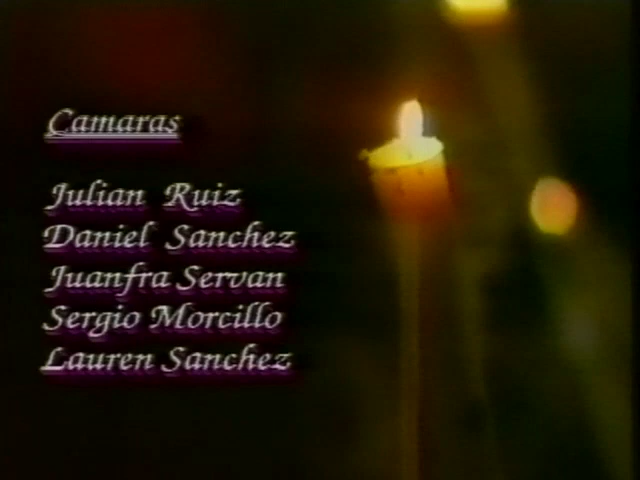 Camaras
Julian Ruiz
Daniel Sanchez
Juanfra Servan
Sergio Morcillo
Lauren Sanchez